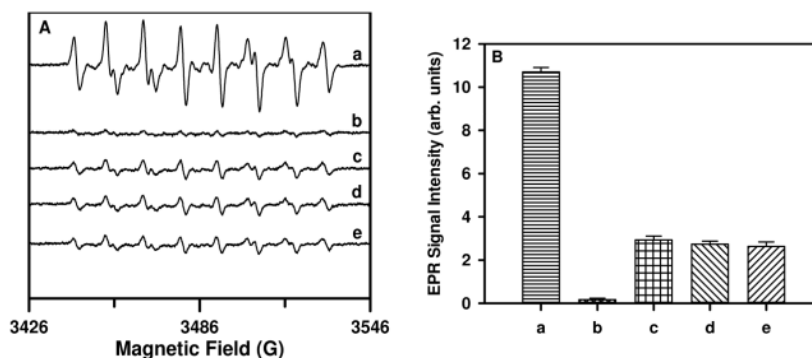 A
a
b
c
d
e
3426 3486 3546
Magnetic Field (G)
B
EPR Signal Intensity (arb. units)
12
10
8
6
4
2
0
a b c d e